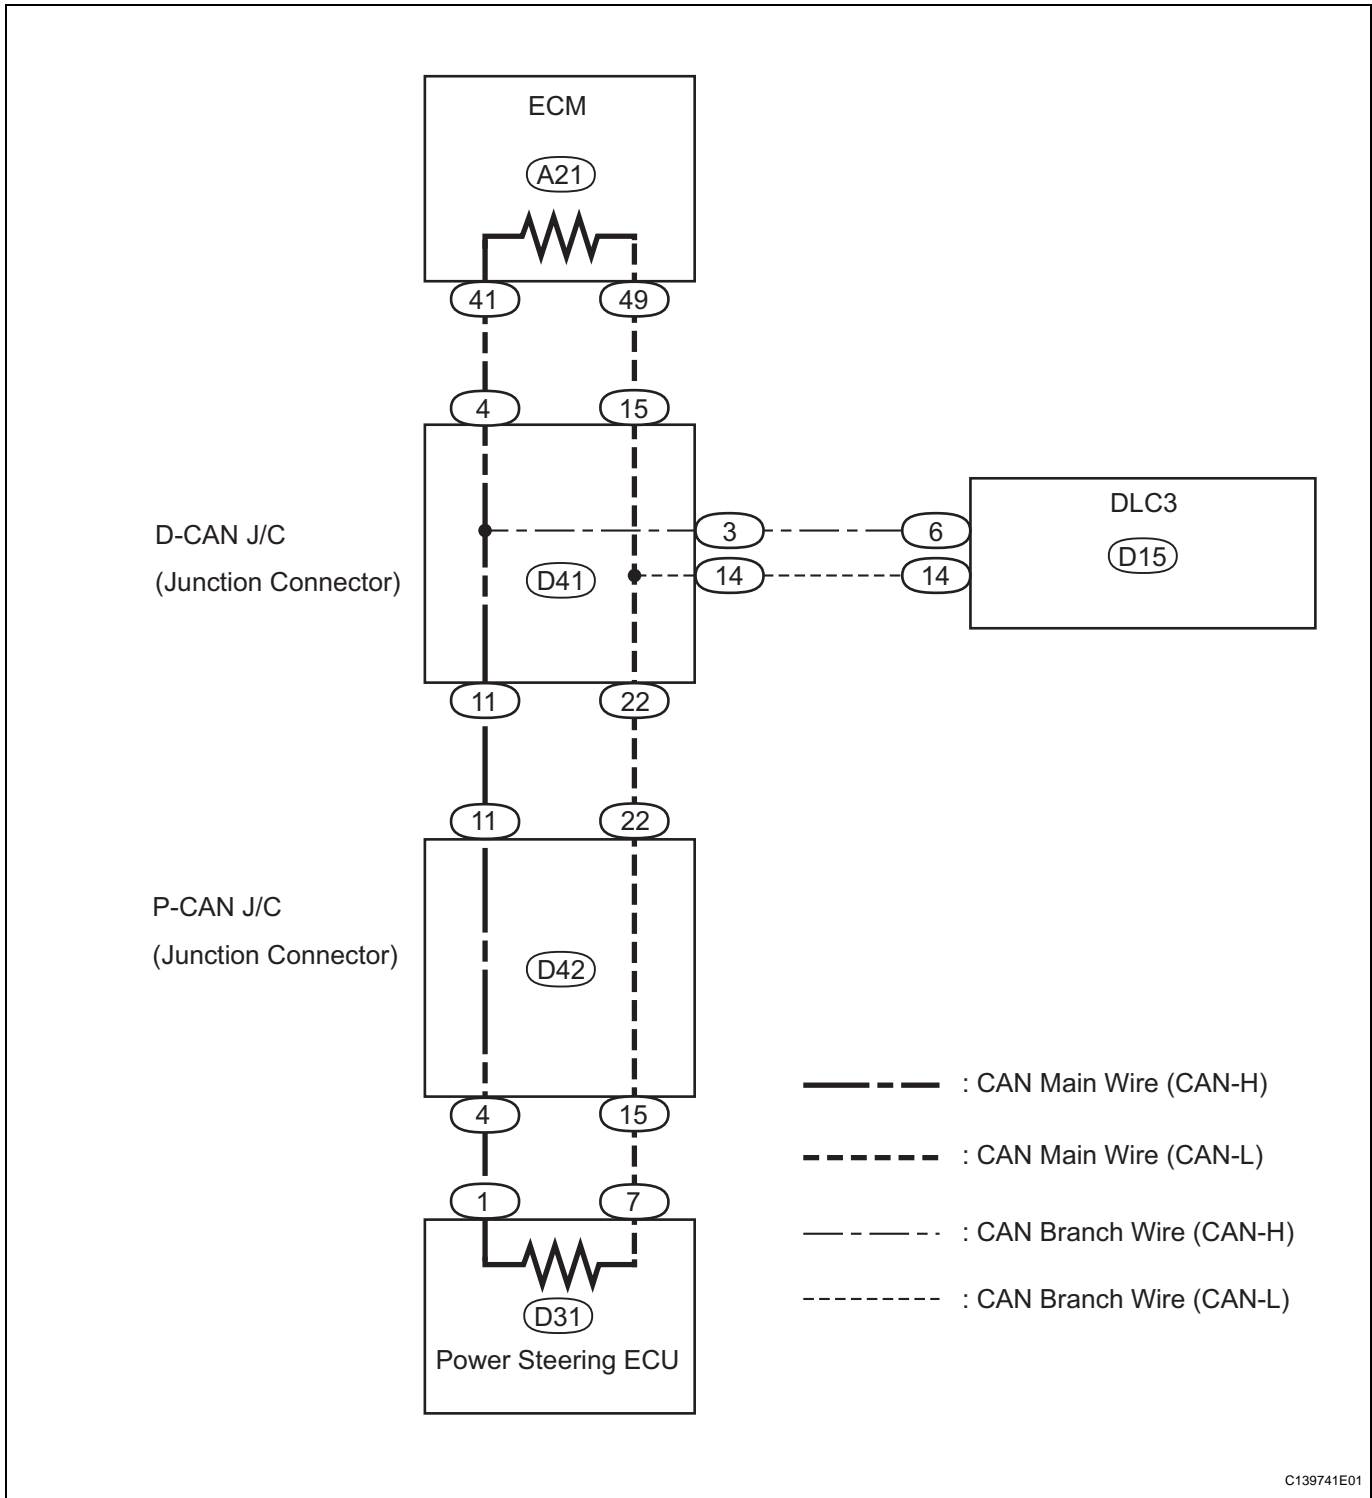 ECM
A21
41 49
4 15
D-CAN J/C
(Junction Connector)
D41
3 6
14 14
DLC3
D15
11 22
11 22
P-CAN J/C
(Junction Connector)
D42
4 15
1 7
D31
Power Steering ECU
: CAN Main Wire (CAN-H)
: CAN Main Wire (CAN-L)
: CAN Branch Wire (CAN-H)
: CAN Branch Wire (CAN-L)
C139741E01